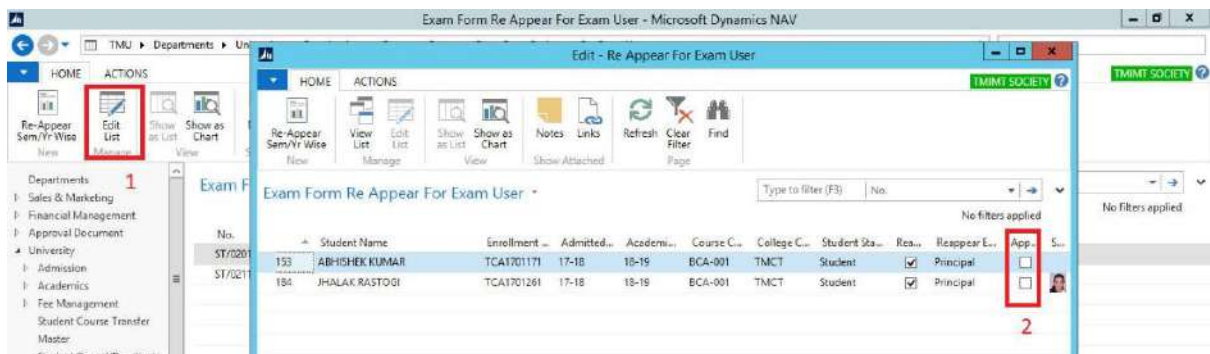 Exam Form Re Appear For Exam User - Microsoft Dynamics NAV
TMU Departments
HOME ACTIONS
TMIMT SOCIETY
Re-Appear Sem/Yr Wise
Edit List
Show as List
Show as Chart
New Manage View
1
Departments
Sales & Marketing
Financial Management
Approval Document
University
Admission
Academics
Fee Management
Student Course Transfer
Master
Exam F
No.
ST/0201
ST/0211
Edit - Re Appear For Exam User
HOME ACTIONS
TMIMT SOCIETY
Re-Appear Sem/Yr Wise
View List
Edit List
Show as List
Show as Chart
Notes
Links
Refresh
Clear Filter
Find
New Manage View Show Attached Page
Exam Form Re Appear For Exam User
Type to filter (F3) No.
No filters applied
Student Name Enrollment ... Admitted... Academi... Course C... College C... Student Sta... Rea... Reappear E... App... S...
153 ABHISHEK KUMAR TCA1701171 17-18 18-19 BCA-001 TMCT Student Principal
184 JHALAK RASTOGI TCA1701261 17-18 18-19 BCA-001 TMCT Student Principal
2
No filters applied